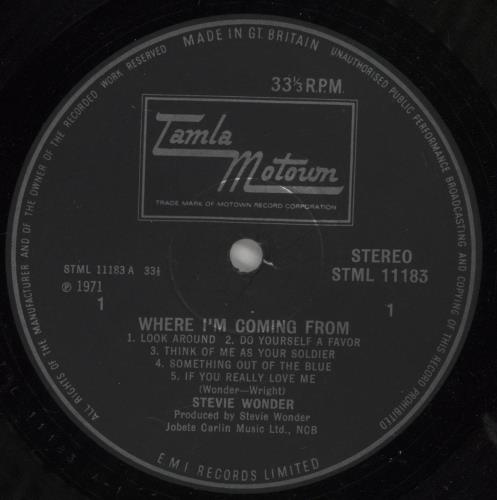 MADE IN GT. BRITAIN
UNAUTHORISED PUBLIC PERFORMANCE BROADCASTING AND COPYING OF THIS RECORD PROHIBITED
ALL RIGHTS OF THE MANUFACTURER AND OF THE OWNER OF THE RECORDED WORK RESERVED
33⅓ R.P.M.
Tamla
Motown
TRADE MARK OF MOTOWN RECORD CORPORATION
STEREO
STML 11183
1
STML 11183 A 33⅓
℗ 1971
1
WHERE I'M COMING FROM
1. LOOK AROUND 2. DO YOURSELF A FAVOR
3. THINK OF ME AS YOUR SOLDIER
4. SOMETHING OUT OF THE BLUE
5. IF YOU REALLY LOVE ME
(Wonder—Wright)
STEVIE WONDER
Produced by Stevie Wonder
Jobete Carlin Music Ltd., NCB
EMI RECORDS LIMITED